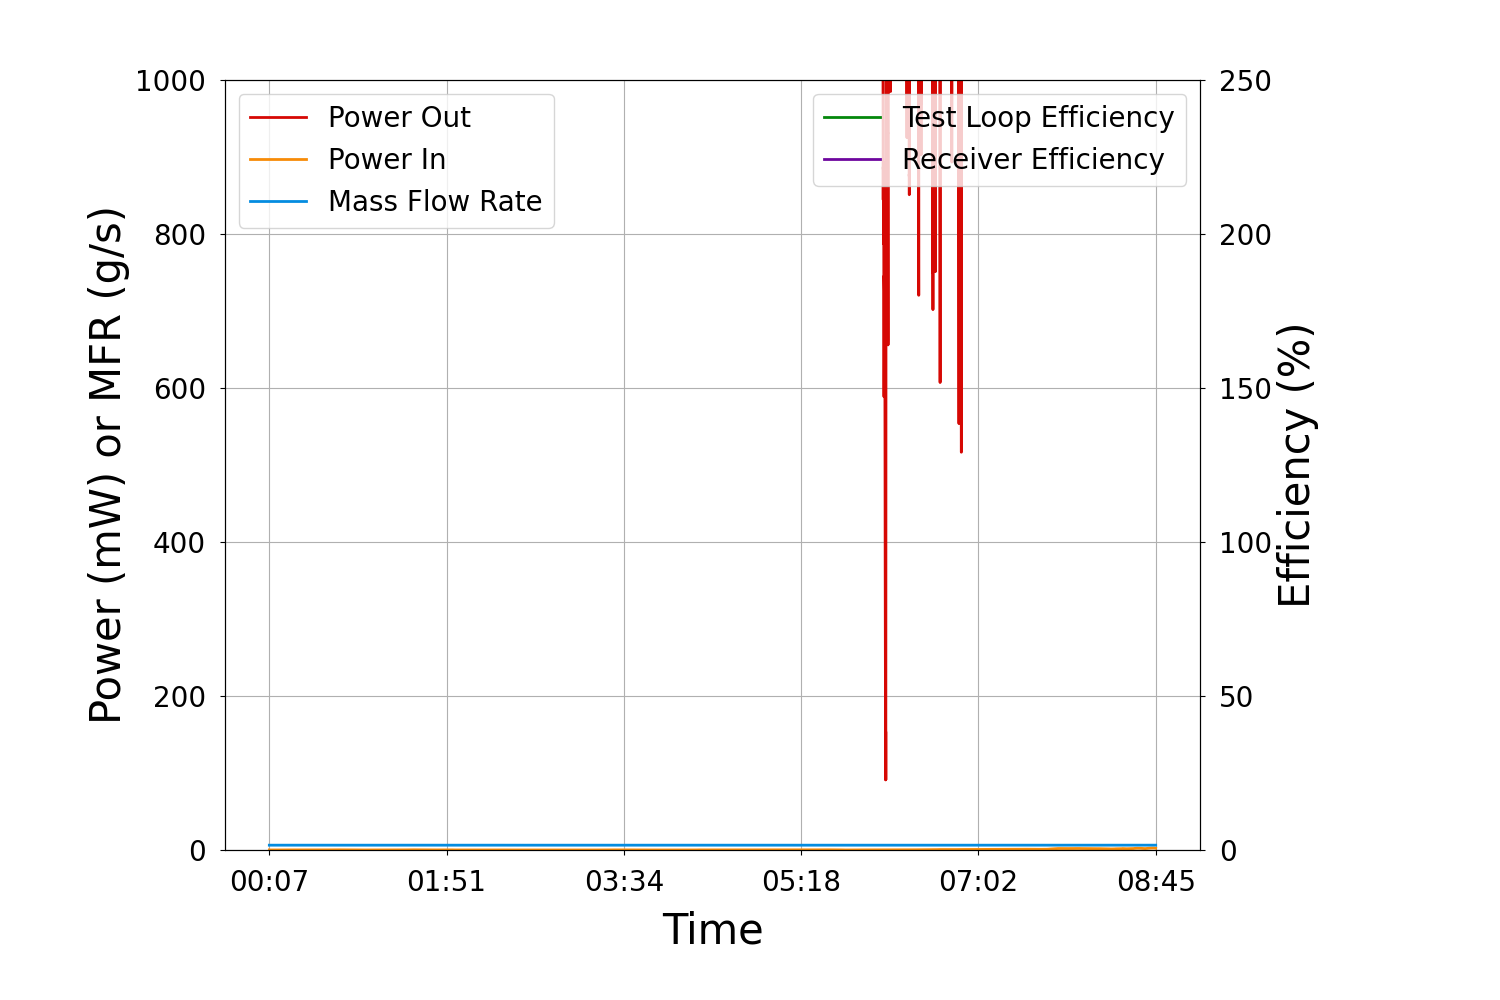 1000
800
600
400
200
0
Power (mW) or MFR (g/s)
Power Out
Power In
Mass Flow Rate
Test Loop Efficiency
Receiver Efficiency
250
200
150
100
50
0
Efficiency (%)
00:07 01:51 03:34 05:18 07:02 08:45
Time